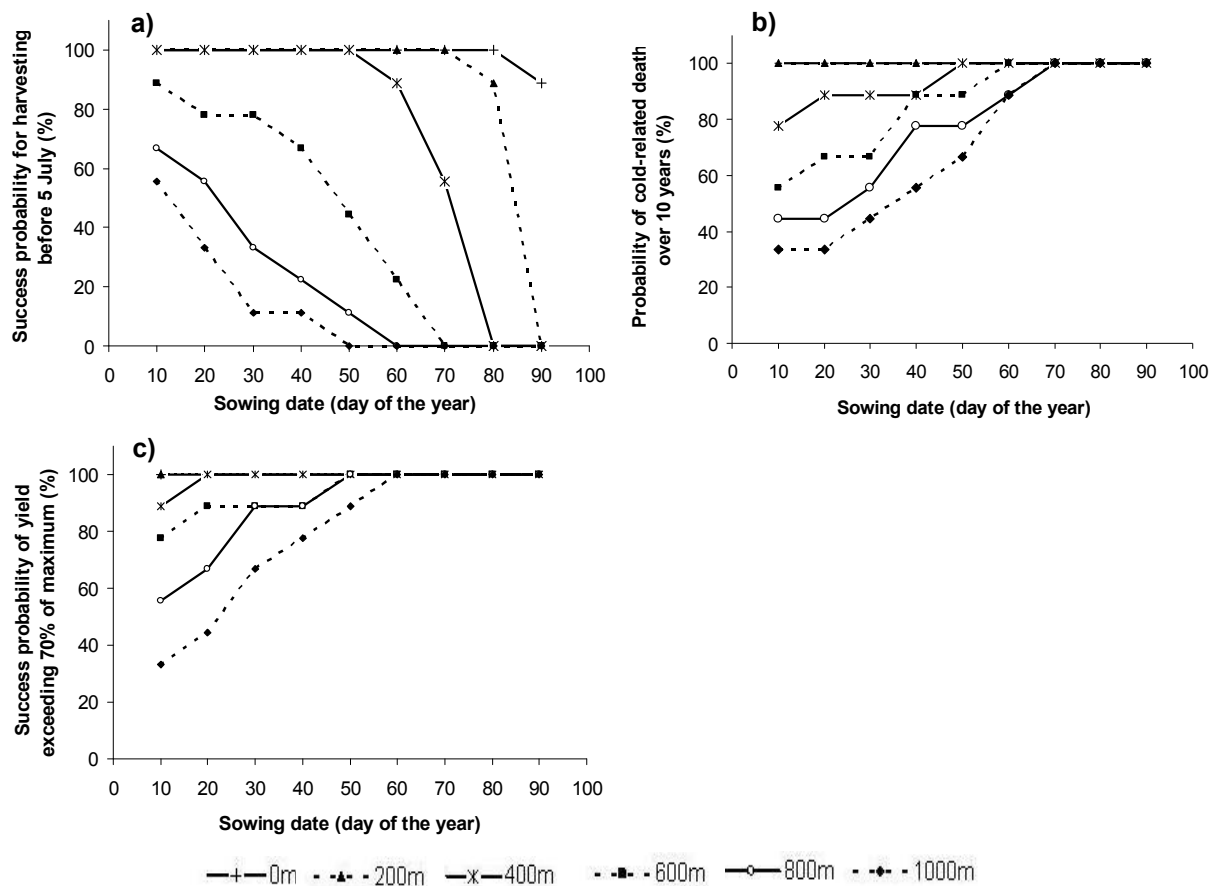 a)
Success probability for harvesting
before 5 July (%)
100
80
60
40
20
0
0 10 20 30 40 50 60 70 80 90 100
Sowing date (day of the year)
b)
Probability of cold-related death
over 10 years (%)
100
80
60
40
20
0
0 10 20 30 40 50 60 70 80 90 100
Sowing date (day of the year)
c)
Success probability of yield
exceeding 70% of maximum (%)
100
80
60
40
20
0
0 10 20 30 40 50 60 70 80 90 100
Sowing date (day of the year)
0m 200m 400m 600m 800m 1000m